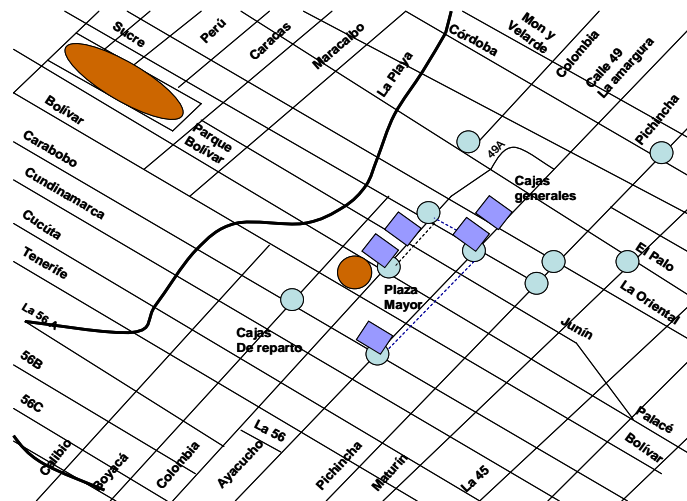 Sucre
Perú
Caracas
Maracaibo
La Playa
Córdoba
Mon y
Velarde
Colombia
Calle 49
La amargura
Pichincha
Bolívar
Parque
Bolívar
Carabobo
Cundinamarca
Cucúta
Tenerife
49A
Cajas
generales
El Palo
La Oriental
Plaza
Mayor
La 56 A
Cajas
De reparto
Junín
56B
56C
La 56
Palacé
Bolívar
Boyacá
Colombia
Ayacucho
Pichincha
Maturín
La 45